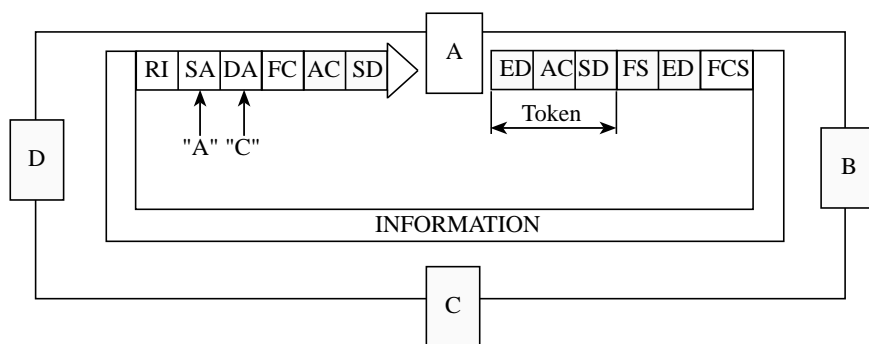 A
RI SA DA FC AC SD
ED AC SD FS ED FCS
Token
"A" "C"
D
B
INFORMATION
C